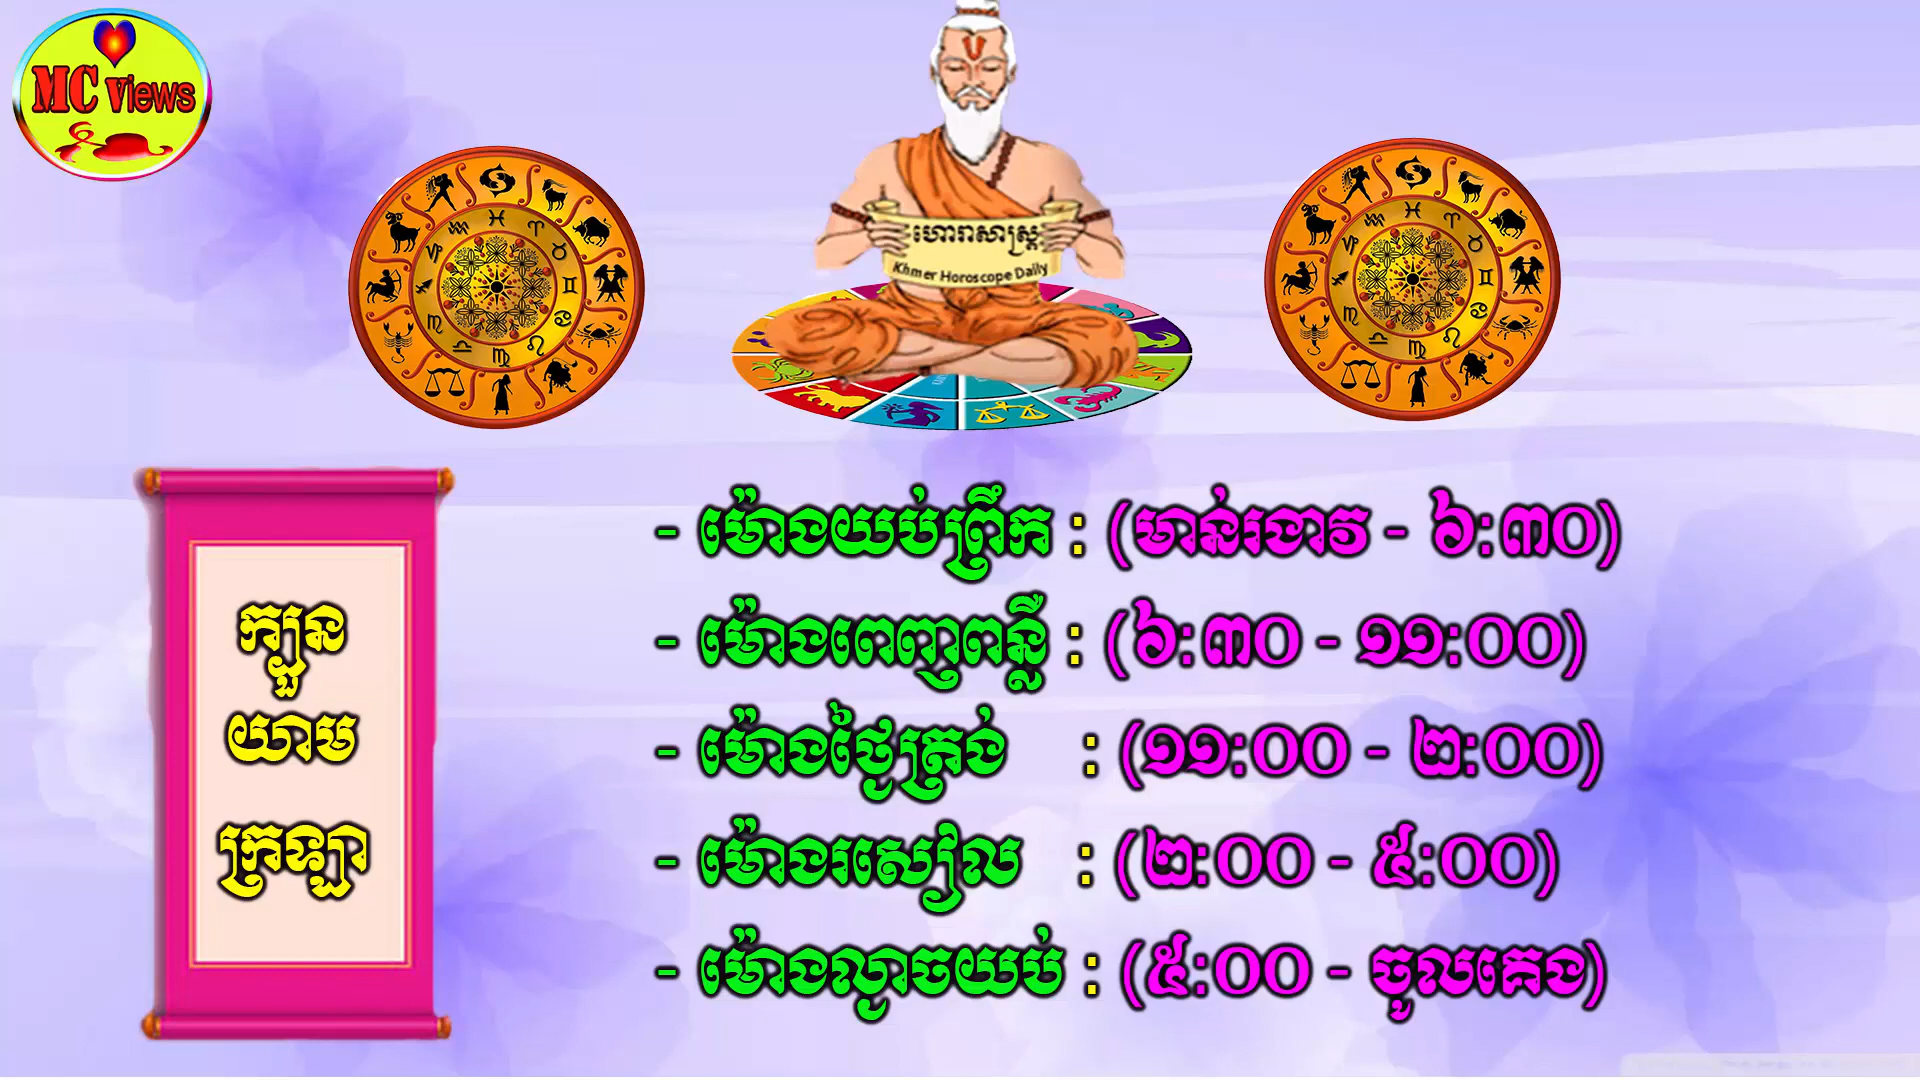 MC Views
ហោរាសាស្ត្រ
Khmer Horoscope Daily
ក្បួន
យាម
ក្រឡា
- ម៉ោងយប់ព្រឹក : (មាន់រងាវ - ៦:៣០)
- ម៉ោងពេញពន្លឺ : (៦:៣០ - ១១:០០)
- ម៉ោងថ្ងៃត្រង់ : (១១:០០ - ២:០០)
- ម៉ោងរសៀល : (២:០០ - ៥:០០)
- ម៉ោងល្ងាចយប់ : (៥:០០ - ចូលគេង)